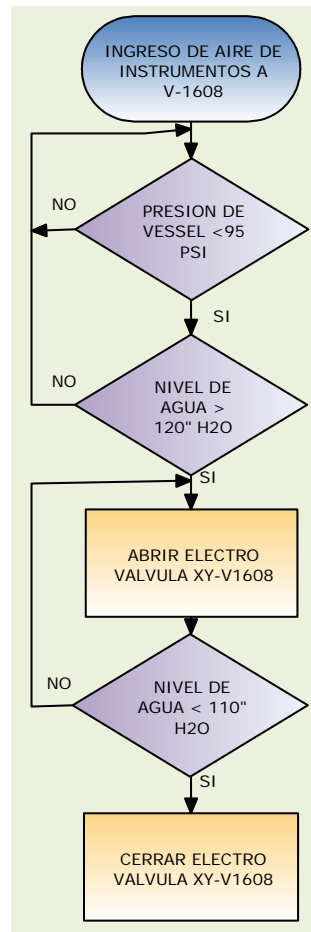 INGRESO DE AIRE DE
INSTRUMENTOS A
V-1608
NO
PRESION DE
VESSEL <95
PSI
SI
NO
NIVEL DE
AGUA >
120" H2O
SI
ABRIR ELECTRO
VALVULA XY-V1608
NO
NIVEL DE
AGUA < 110"
H2O
SI
CERRAR ELECTRO
VALVULA XY-V1608